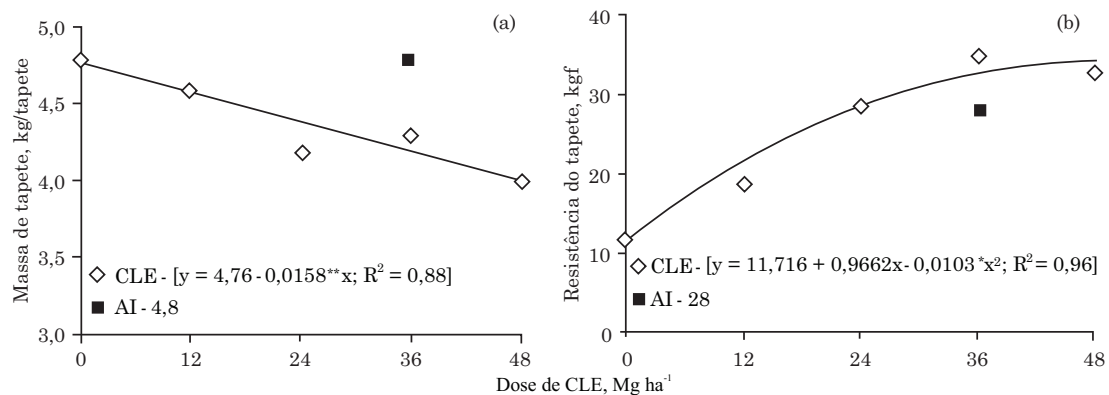 (a)
5,0
4,5
4,0
3,5
3,0
Massa de tapete, kg/tapete
CLE - [y = 4,76 - 0,0158**x; R² = 0,88]
AI - 4,8
0 12 24 36 48
(b)
40
30
20
10
0
Resistência do tapete, kgf
CLE - [y = 11,716 + 0,9662x - 0,0103*x²; R² = 0,96]
AI - 28
0 12 24 36 48
Dose de CLE, Mg ha⁻¹